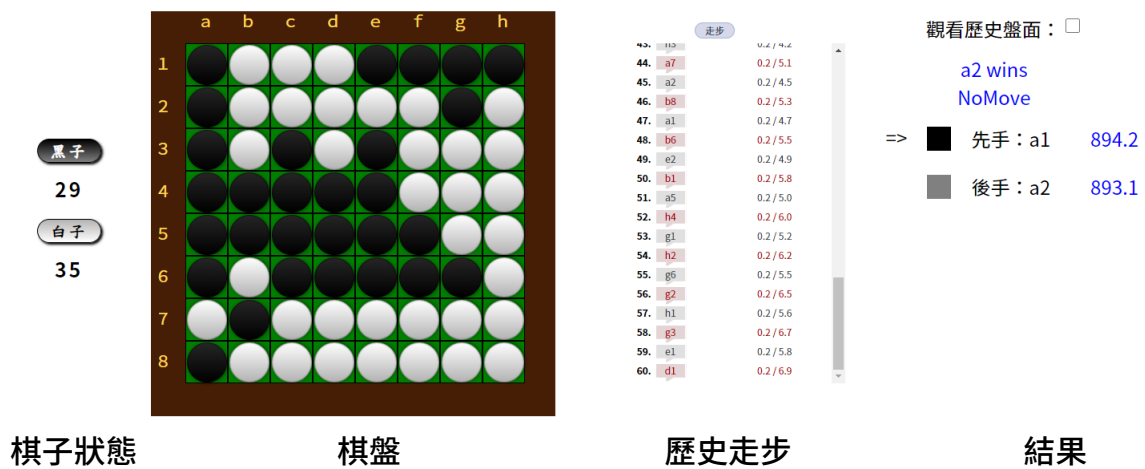 a b c d e f g h
1
2
3
4
5
6
7
8
黑子
29
白子
35
走步
43. h3 0.2 / 4.2
44. a7 0.2 / 5.1
45. a2 0.2 / 4.5
46. b8 0.2 / 5.3
47. a1 0.2 / 4.7
48. b6 0.2 / 5.5
49. e2 0.2 / 4.9
50. b1 0.2 / 5.8
51. a5 0.2 / 5.0
52. h4 0.2 / 6.0
53. g1 0.2 / 5.2
54. h2 0.2 / 6.2
55. g6 0.2 / 5.5
56. g2 0.2 / 6.5
57. h1 0.2 / 5.6
58. g3 0.2 / 6.7
59. e1 0.2 / 5.8
60. d1 0.2 / 6.9
觀看歷史盤面：
a2 wins
NoMove
=> 先手：a1 894.2
後手：a2 893.1
棋子狀態 棋盤 歷史走步 結果